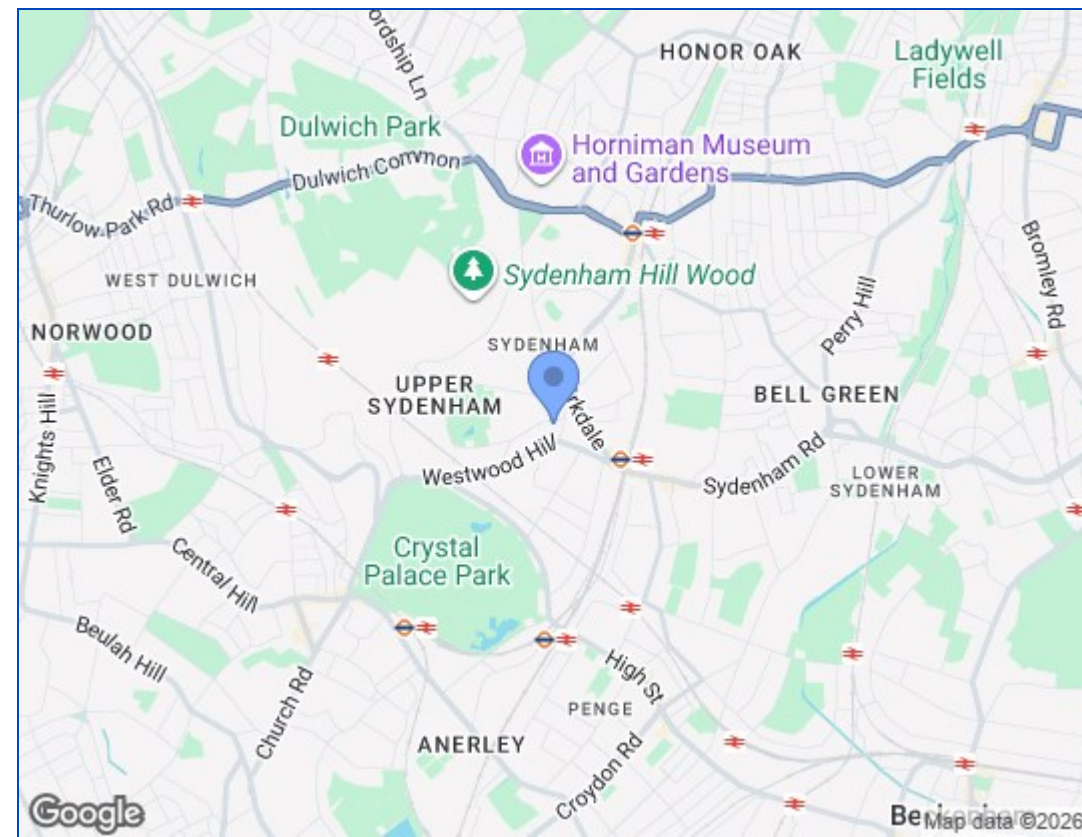 ordship Ln
HONOR OAK
Ladywell
Fields
Dulwich Park
Horniman Museum
and Gardens
Dulwich Common
Thurlow Park Rd
Bromley Rd
WEST DULWICH
Sydenham Hill Wood
Perry Hill
NORWOOD
SYDENHAM
UPPER
SYDENHAM
BELL GREEN
rkdale
Knights Hill
Westwood Hill
Elder Rd
Sydenham Rd
LOWER
SYDENHAM
Crystal
Palace Park
Central Hill
Beulah Hill
High St
Church Rd
PENGE
ANERLEY
Croydon Rd
Google
Map data ©2026